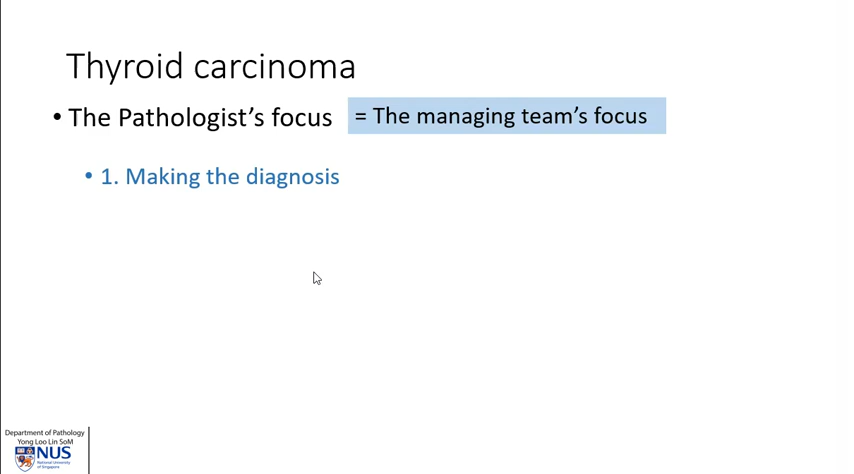 Thyroid carcinoma
• The Pathologist's focus = The managing team's focus
• 1. Making the diagnosis
Department of Pathology
Yong Loo Lin SoM
NUS
National University
of Singapore